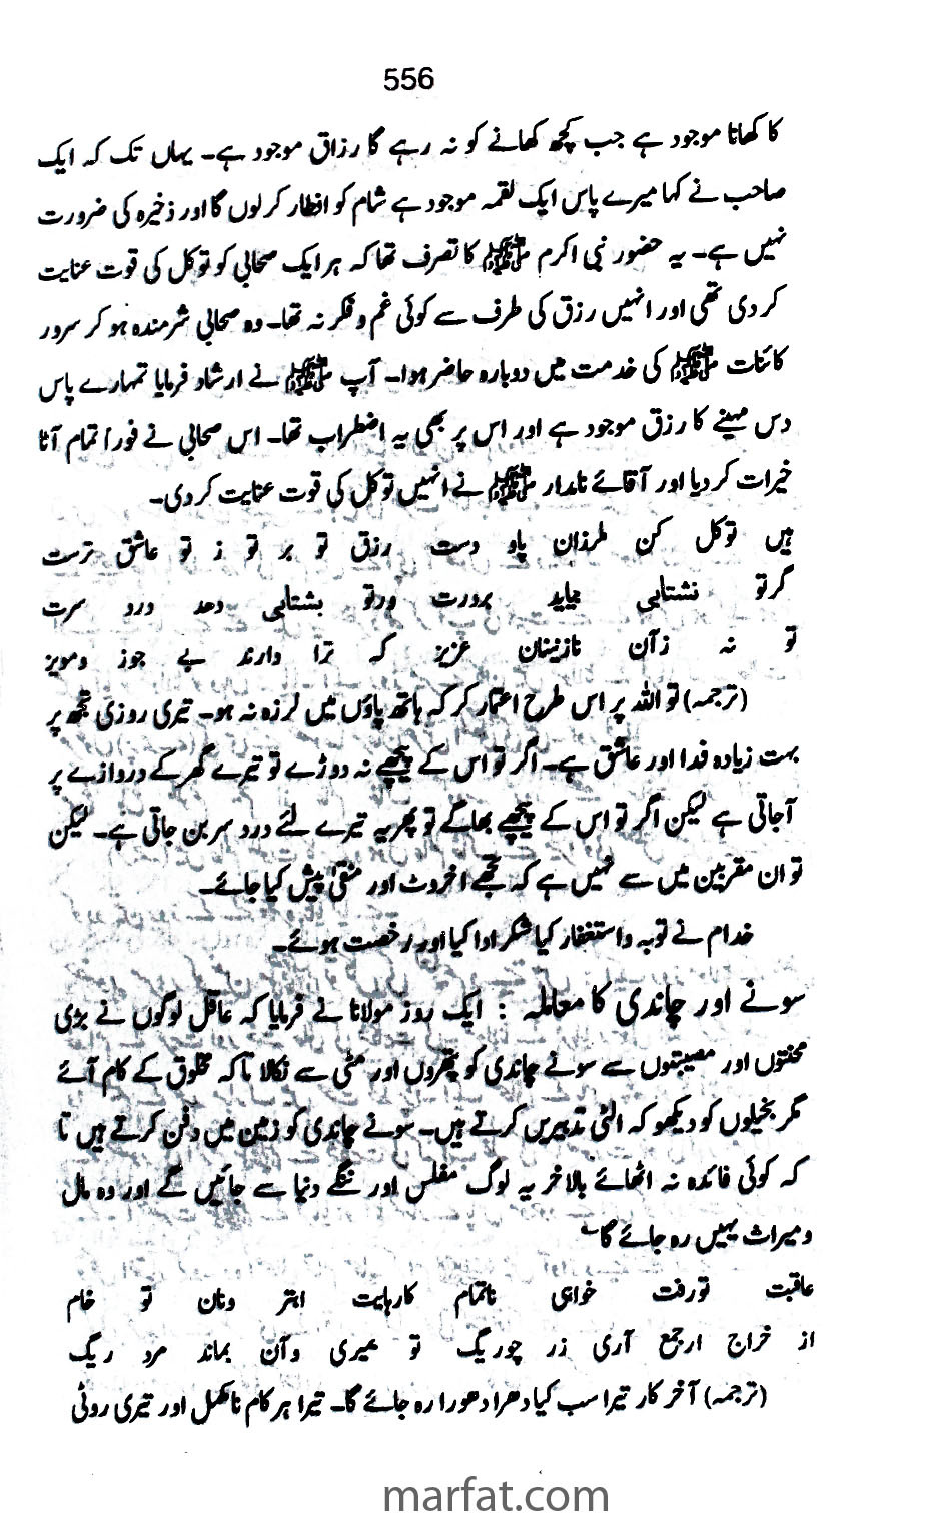 556
کا کھانا موجود ہے جب کچھ کھانے کو نہ رہے گا رزاق موجود ہے۔ یہاں تک کہ ایک
صاحب نے کہا میرے پاس ایک لقمہ موجود ہے شام کو افطار کرلوں گا اور ذخیرہ کی ضرورت
نہیں ہے۔ یہ حضور نبی اکرم ﷺ کا تصرف تھا کہ ہر ایک صحابی کو توکل کی قوت عنایت
کر دی تھی اور انہیں رزق کی طرف سے کوئی غم و فکر نہ تھا۔ وہ صحابی شرمندہ ہو کر سرور
کائنات ﷺ کی خدمت میں دوبارہ حاضر ہوا۔ آپ ﷺ نے ارشاد فرمایا تمہارے پاس
دس مہینے کا رزق موجود ہے اور اس پر بھی یہ اضطراب تھا۔ اس صحابی نے فوراً تمام آٹا
خیرات کر دیا اور آقائے نامدار ﷺ نے انہیں توکل کی قوت عنایت کر دی۔
ہیں توکل کن طرزان پاو دست رزق تو بر تو ز تو عاشق ترست
گرتو نشتابی بیاید بردرت ورتو بشتابی دھد درد سرت
تو نہ زآن نازنینان عزیز کہ ترا دارند بے جوز ومویز
(ترجمہ) تو اللہ پر اس طرح اعتماد کر کہ ہاتھ پاؤں میں لرزہ نہ ہو۔ تیری روزی تجھ پر
بہت زیادہ فدا اور عاشق ہے۔ اگر تو اس کے پیچھے نہ دوڑے تو تیرے گھر کے دروازے پر
آجاتی ہے لیکن اگر تو اس کے پیچھے بھاگے تو پھر یہ تیرے لئے درد سر بن جاتی ہے۔ لیکن
تو ان مقربین میں سے نہیں ہے کہ تجھے اخروٹ اور منقیٰ پیش کیا جائے۔
خدام نے توبہ و استغفار کیا شکر ادا کیا اور رخصت ہوئے۔
سونے اور چاندی کا معاملہ : ایک روز مولانا نے فرمایا کہ عاقل لوگوں نے بڑی
محنتوں اور مصیبتوں سے سونے چاندی کو پتھروں اور مٹی سے نکالا تاکہ مخلوق کے کام آئے
مگر بخیلوں کو دیکھو کہ الٹی تدبیریں کرتے ہیں۔ سونے چاندی کو زمین میں دفن کرتے ہیں تا
کہ کوئی فائدہ نہ اٹھائے بالاخر یہ لوگ مفلس اور ننگے دنیا سے جائیں گے اور وہ مال
و میراث یہیں رہ جائے گا۔
عاقبت تورفت خواہی ناتمام کارہایت ابتر ونان تو خام
از خراج ارجمع آری زر چوریگ تو بمیری وآن بماند مرد ریگ
(ترجمہ) آخر کار تیرا سب کیا دھرا دھورا رہ جائے گا۔ تیرا ہر کام نامکمل اور تیری روٹی
marfat.com